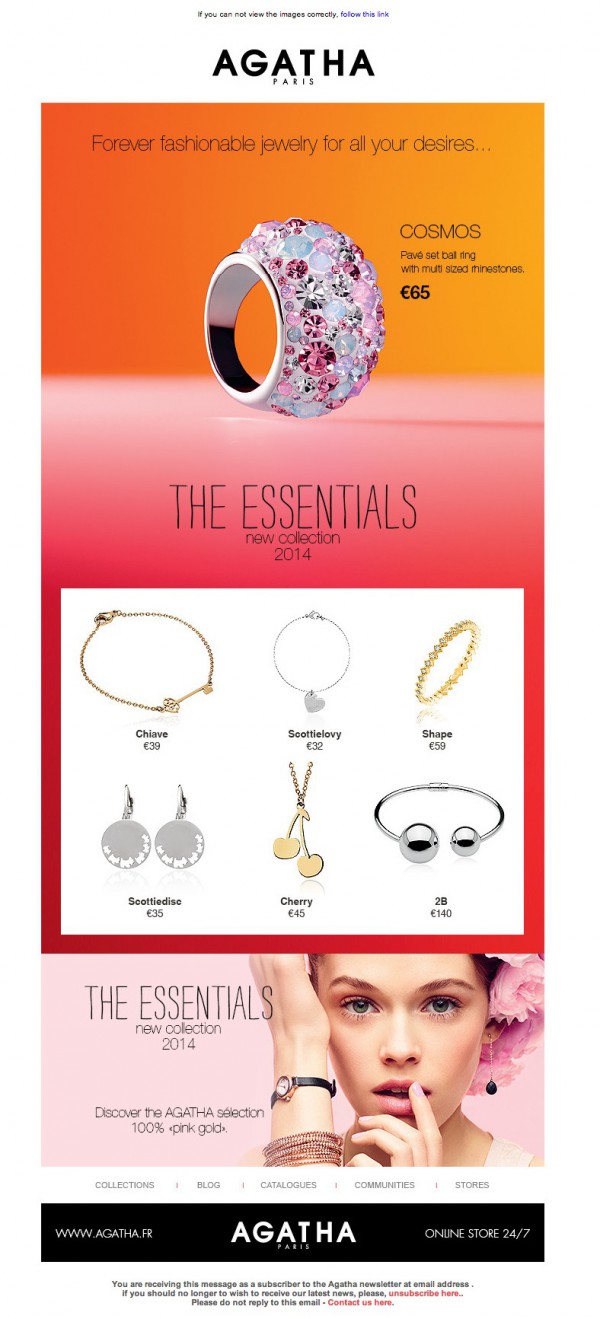 If you can not view the images correctly, follow this link
AGATHA
PARIS
Forever fashionable jewelry for all your desires...
COSMOS
Pavé set ball ring
with multi sized rhinestones.
€65
THE ESSENTIALS
new collection
2014
Chiave
€39
Scottielovy
€32
Shape
€59
Scottiedisc
€35
Cherry
€45
2B
€140
THE ESSENTIALS
new collection
2014
Discover the AGATHA sélection
100% «pink gold».
COLLECTIONS | BLOG | CATALOGUES | COMMUNITIES | STORES
WWW.AGATHA.FR
AGATHA
PARIS
ONLINE STORE 24/7
You are receiving this message as a subscriber to the Agatha newsletter at email address .
if you should no longer to wish to receive our latest news, please, unsubscribe here..
Please do not reply to this email - Contact us here.